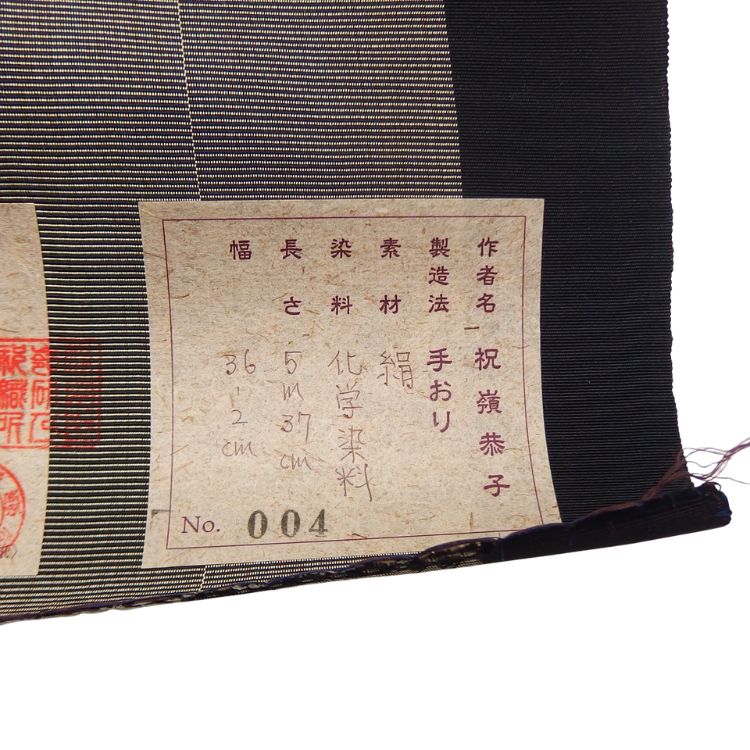 作者名 祝嶺恭子
製造法 手おり
素材 絹
染料 化学染料
長さ 5m37cm
幅 36.2cm
No. 004